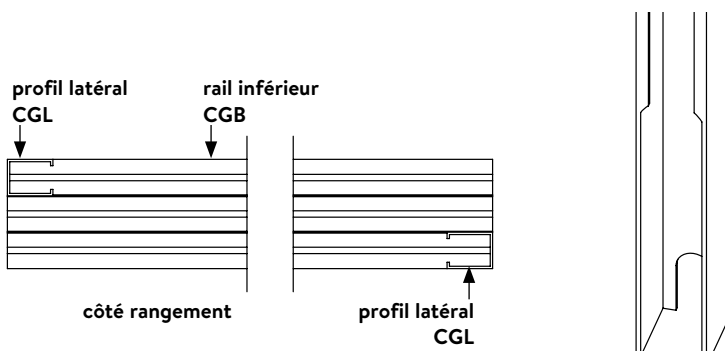 profil latéral
CGL
rail inférieur
CGB
côté rangement
profil latéral
CGL